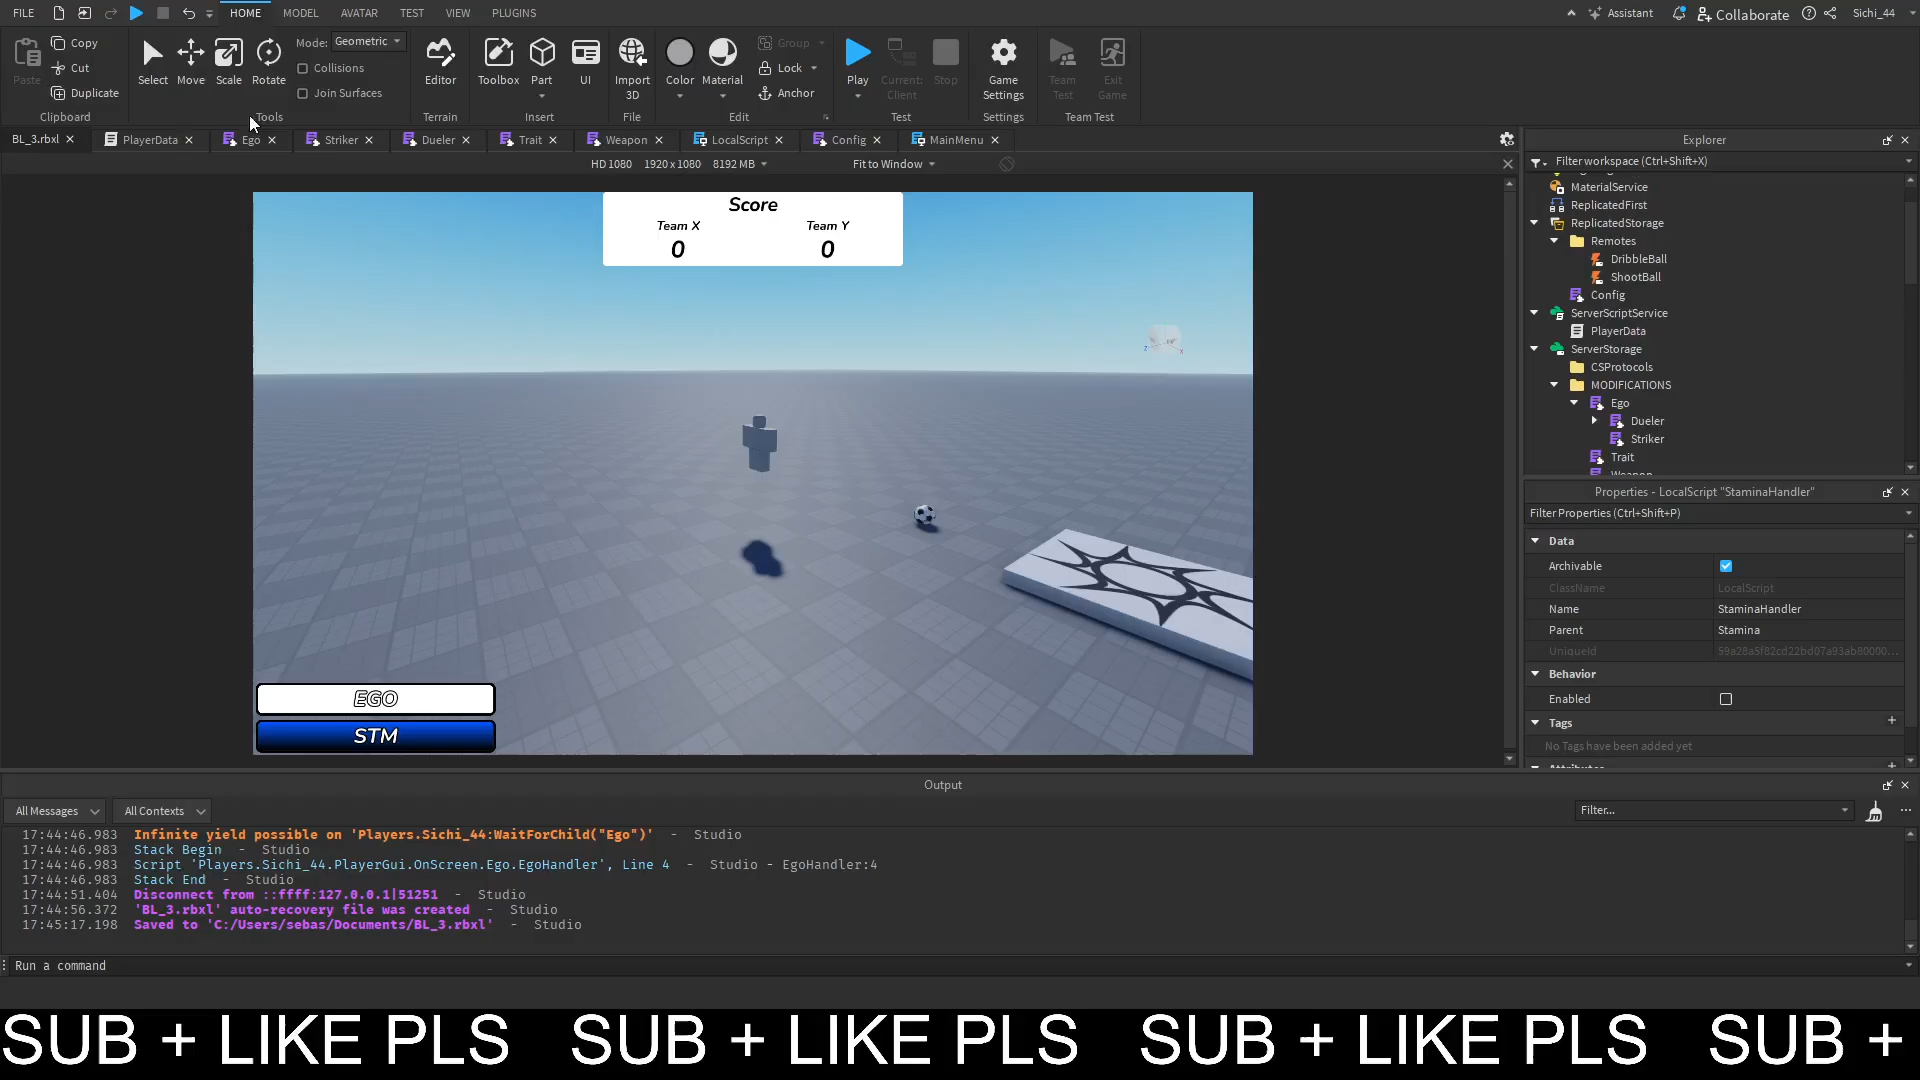 FILE HOME MODEL AVATAR TEST VIEW PLUGINS Assistant Collaborate Sichi_44
Paste Copy Cut Duplicate Clipboard
Select Move Scale Rotate Mode: Geometric Collisions Join Surfaces Tools
Editor Terrain
Toolbox Part UI Insert
Import 3D File
Color Material Group Lock Anchor Edit
Play Current: Client Stop Test
Game Settings Settings
Team Test Exit Game Team Test
BL_3.rbxl PlayerData Ego Striker Dueler Trait Weapon LocalScript Config MainMenu
HD 1080 1920 x 1080 8192 MB Fit to Window
Score
Team X Team Y
0 0
EGO
STM
Explorer
Filter workspace (Ctrl+Shift+X)
MaterialService
ReplicatedFirst
ReplicatedStorage
Remotes
DribbleBall
ShootBall
Config
ServerScriptService
PlayerData
ServerStorage
CSProtocols
MODIFICATIONS
Ego
Dueler
Striker
Trait
Weapon
Properties - LocalScript "StaminaHandler"
Filter Properties (Ctrl+Shift+P)
Data
Archivable
ClassName LocalScript
Name StaminaHandler
Parent Stamina
UniqueId 59a28a5f82cd22bd07a93ab80000...
Behavior
Enabled
Tags +
No Tags have been added yet
Attributes +
Output
All Messages All Contexts Filter...
17:44:46.983 Infinite yield possible on 'Players.Sichi_44:WaitForChild("Ego")' - Studio
17:44:46.983 Stack Begin - Studio
17:44:46.983 Script 'Players.Sichi_44.PlayerGui.OnScreen.Ego.EgoHandler', Line 4 - Studio - EgoHandler:4
17:44:46.983 Stack End - Studio
17:44:51.404 Disconnect from ::ffff:127.0.0.1|51251 - Studio
17:44:56.372 'BL_3.rbxl' auto-recovery file was created - Studio
17:45:17.198 Saved to 'C:/Users/sebas/Documents/BL_3.rbxl' - Studio
Run a command
SUB + LIKE PLS SUB + LIKE PLS SUB + LIKE PLS SUB +